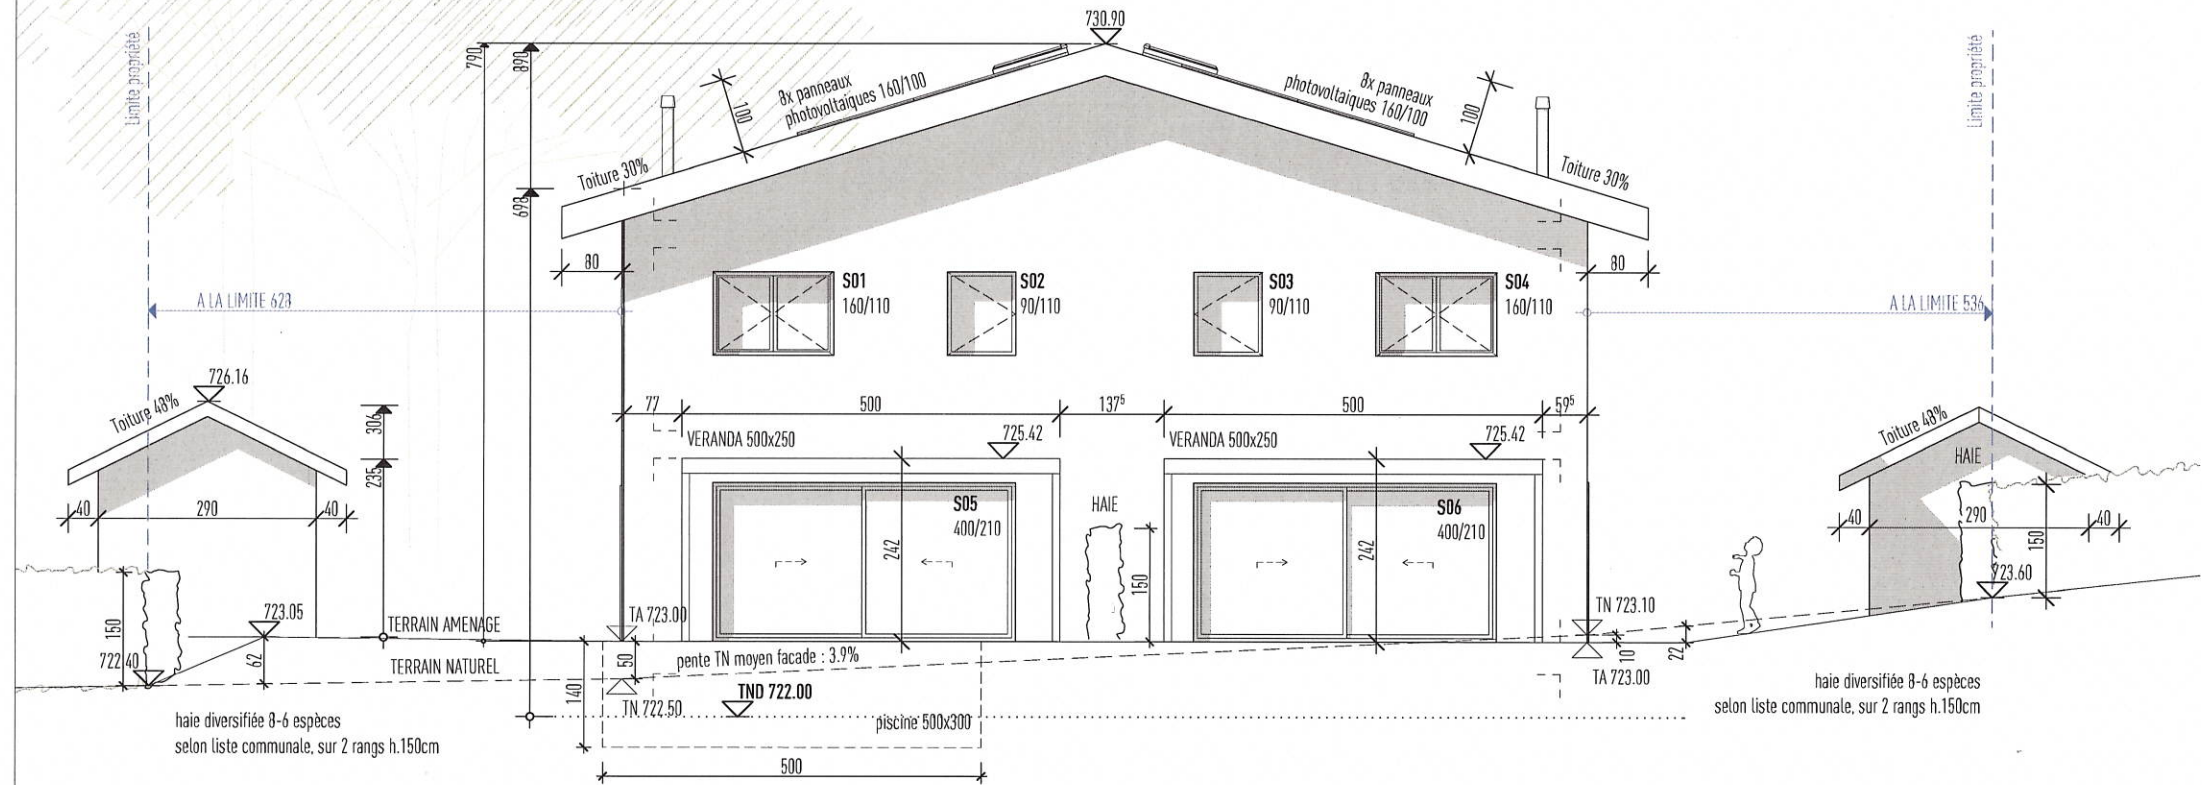 730.90
Limite propriété
790
890
8x panneaux
photovoltaïques 160/100
100
8x panneaux
photovoltaïques 160/100
100
Limite propriété
Toiture 30%
Toiture 30%
698
80
80
S01
160/110
S02
90/110
S03
90/110
S04
160/110
A LA LIMITE 628
A LA LIMITE 536
726.16
Toiture 48%
306
235
77
500
137⁵
500
59⁵
Toiture 48%
VERANDA 500x250
725.42
VERANDA 500x250
725.42
HAIE
40
290
40
S05
400/210
242
HAIE
150
S06
400/210
242
40
290
40
150
723.60
150
723.05
722.40
62
TERRAIN AMENAGE
TERRAIN NATUREL
TA 723.00
TN 723.10
50
140
pente TN moyen facade : 3.9%
10
22
TA 723.00
TN 722.50
TND 722.00
piscine 500x300
500
haie diversifiée 8-6 espèces
selon liste communale, sur 2 rangs h.150cm
haie diversifiée 8-6 espèces
selon liste communale, sur 2 rangs h.150cm